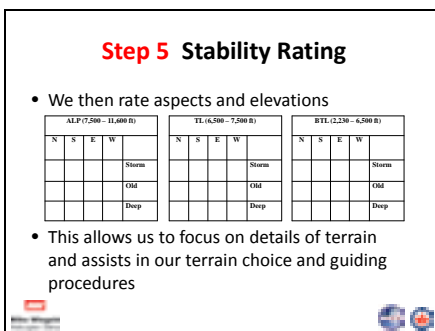 Step 5 Stability Rating
• We then rate aspects and elevations
ALP (7,500 – 11,600 ft)
N S E W
Storm
Old
Deep
TL (6,500 – 7,500 ft)
N S E W
Storm
Old
Deep
BTL (2,230 – 6,500 ft)
N S E W
Storm
Old
Deep
• This allows us to focus on details of terrain
and assists in our terrain choice and guiding
procedures